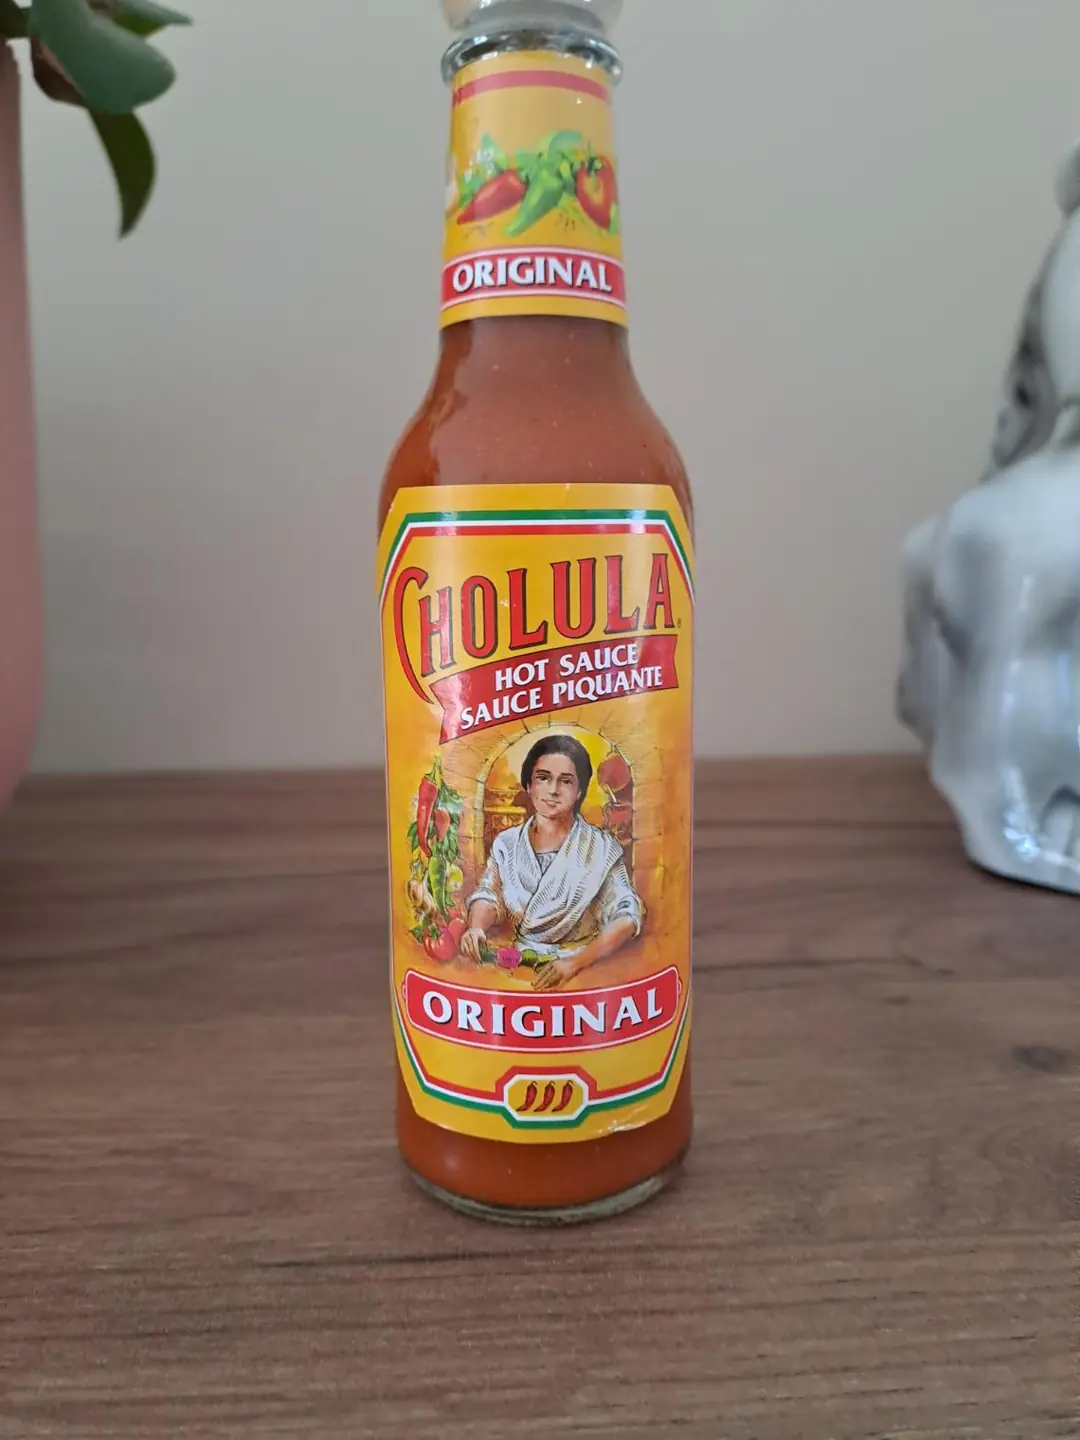 ORIGINAL
CHOLULA®
HOT SAUCE
SAUCE PIQUANTE
ORIGINAL